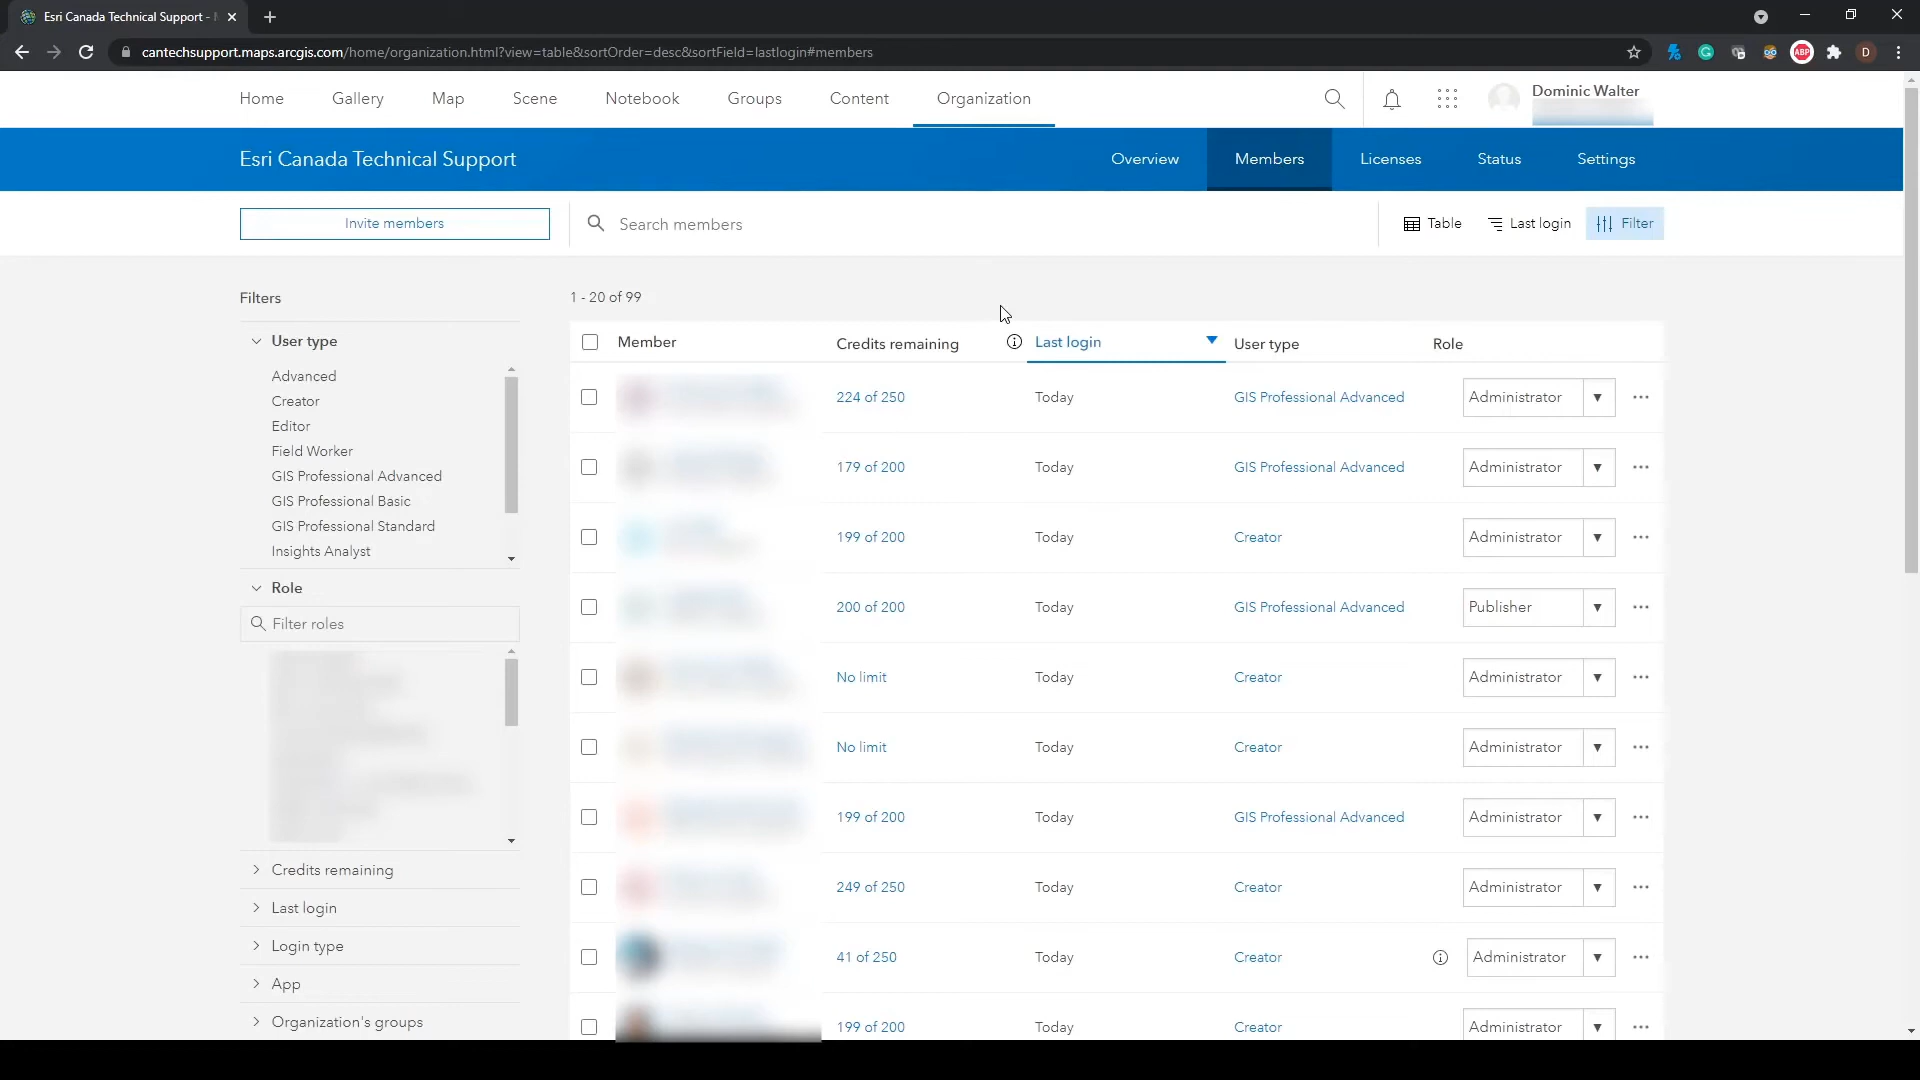 Esri Canada Technical Support -
cantechsupport.maps.arcgis.com/home/organization.html?view=table&sortOrder=desc&sortField=lastlogin#members
ABP
D
Home Gallery Map Scene Notebook Groups Content Organization
Dominic Walter
Esri Canada Technical Support
Overview Members Licenses Status Settings
Invite members
Search members
Table Last login Filter
Filters
1 - 20 of 99
User type
Advanced
Creator
Editor
Field Worker
GIS Professional Advanced
GIS Professional Basic
GIS Professional Standard
Insights Analyst
Role
Filter roles
Credits remaining
Last login
Login type
App
Organization's groups
Member Credits remaining Last login User type Role
224 of 250 Today GIS Professional Advanced Administrator
179 of 200 Today GIS Professional Advanced Administrator
199 of 200 Today Creator Administrator
200 of 200 Today GIS Professional Advanced Publisher
No limit Today Creator Administrator
No limit Today Creator Administrator
199 of 200 Today GIS Professional Advanced Administrator
249 of 250 Today Creator Administrator
41 of 250 Today Creator Administrator
199 of 200 Today Creator Administrator